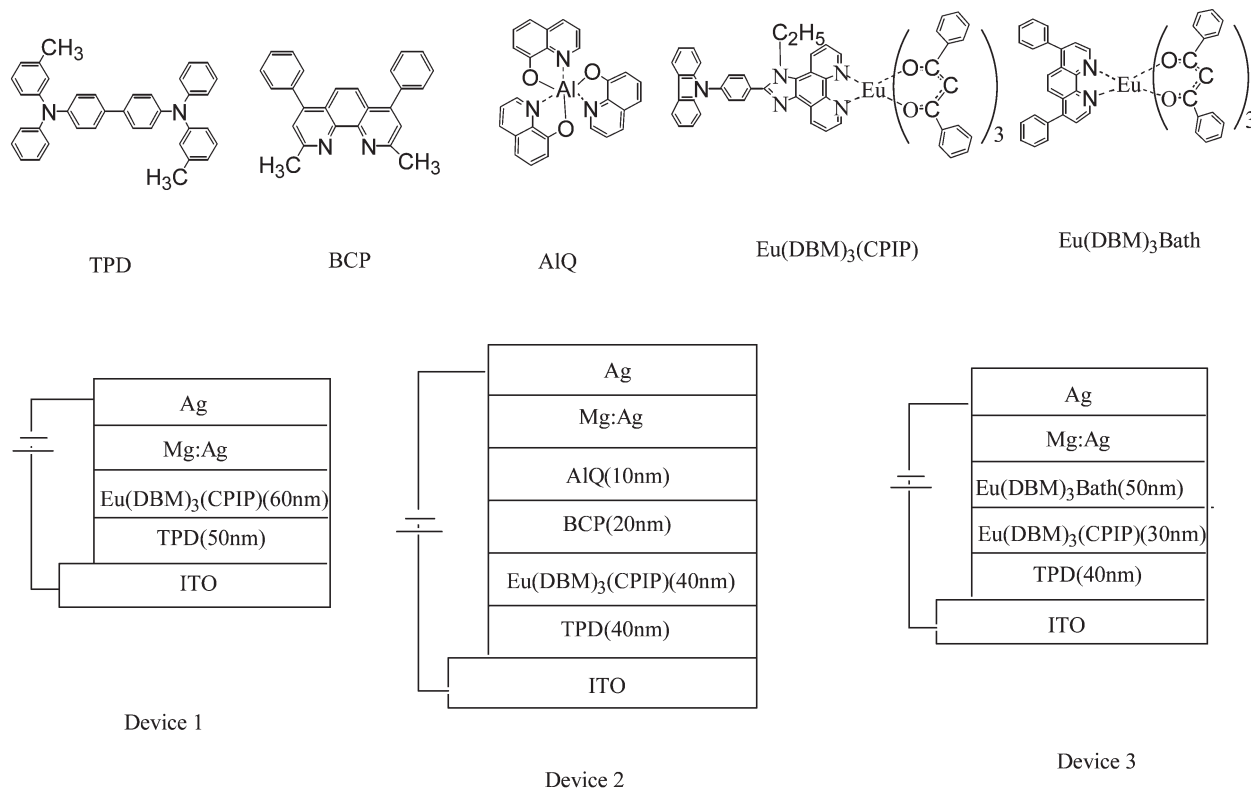 CH₃
N
N
H₃C
TPD
N
N
CH₃
CH₃
BCP
N
O
O
Al
N
N
O
AlQ
C₂H₅
N
N
N
N
N
Eu
O
C
C
O
C
3
Eu(DBM)₃(CPIP)
N
N
Eu
O
C
C
O
C
3
Eu(DBM)₃Bath
Ag
Mg:Ag
Eu(DBM)₃(CPIP)(60nm)
TPD(50nm)
ITO
Device 1
Ag
Mg:Ag
AlQ(10nm)
BCP(20nm)
Eu(DBM)₃(CPIP)(40nm)
TPD(40nm)
ITO
Device 2
Ag
Mg:Ag
Eu(DBM)₃Bath(50nm)
Eu(DBM)₃(CPIP)(30nm)
TPD(40nm)
ITO
Device 3